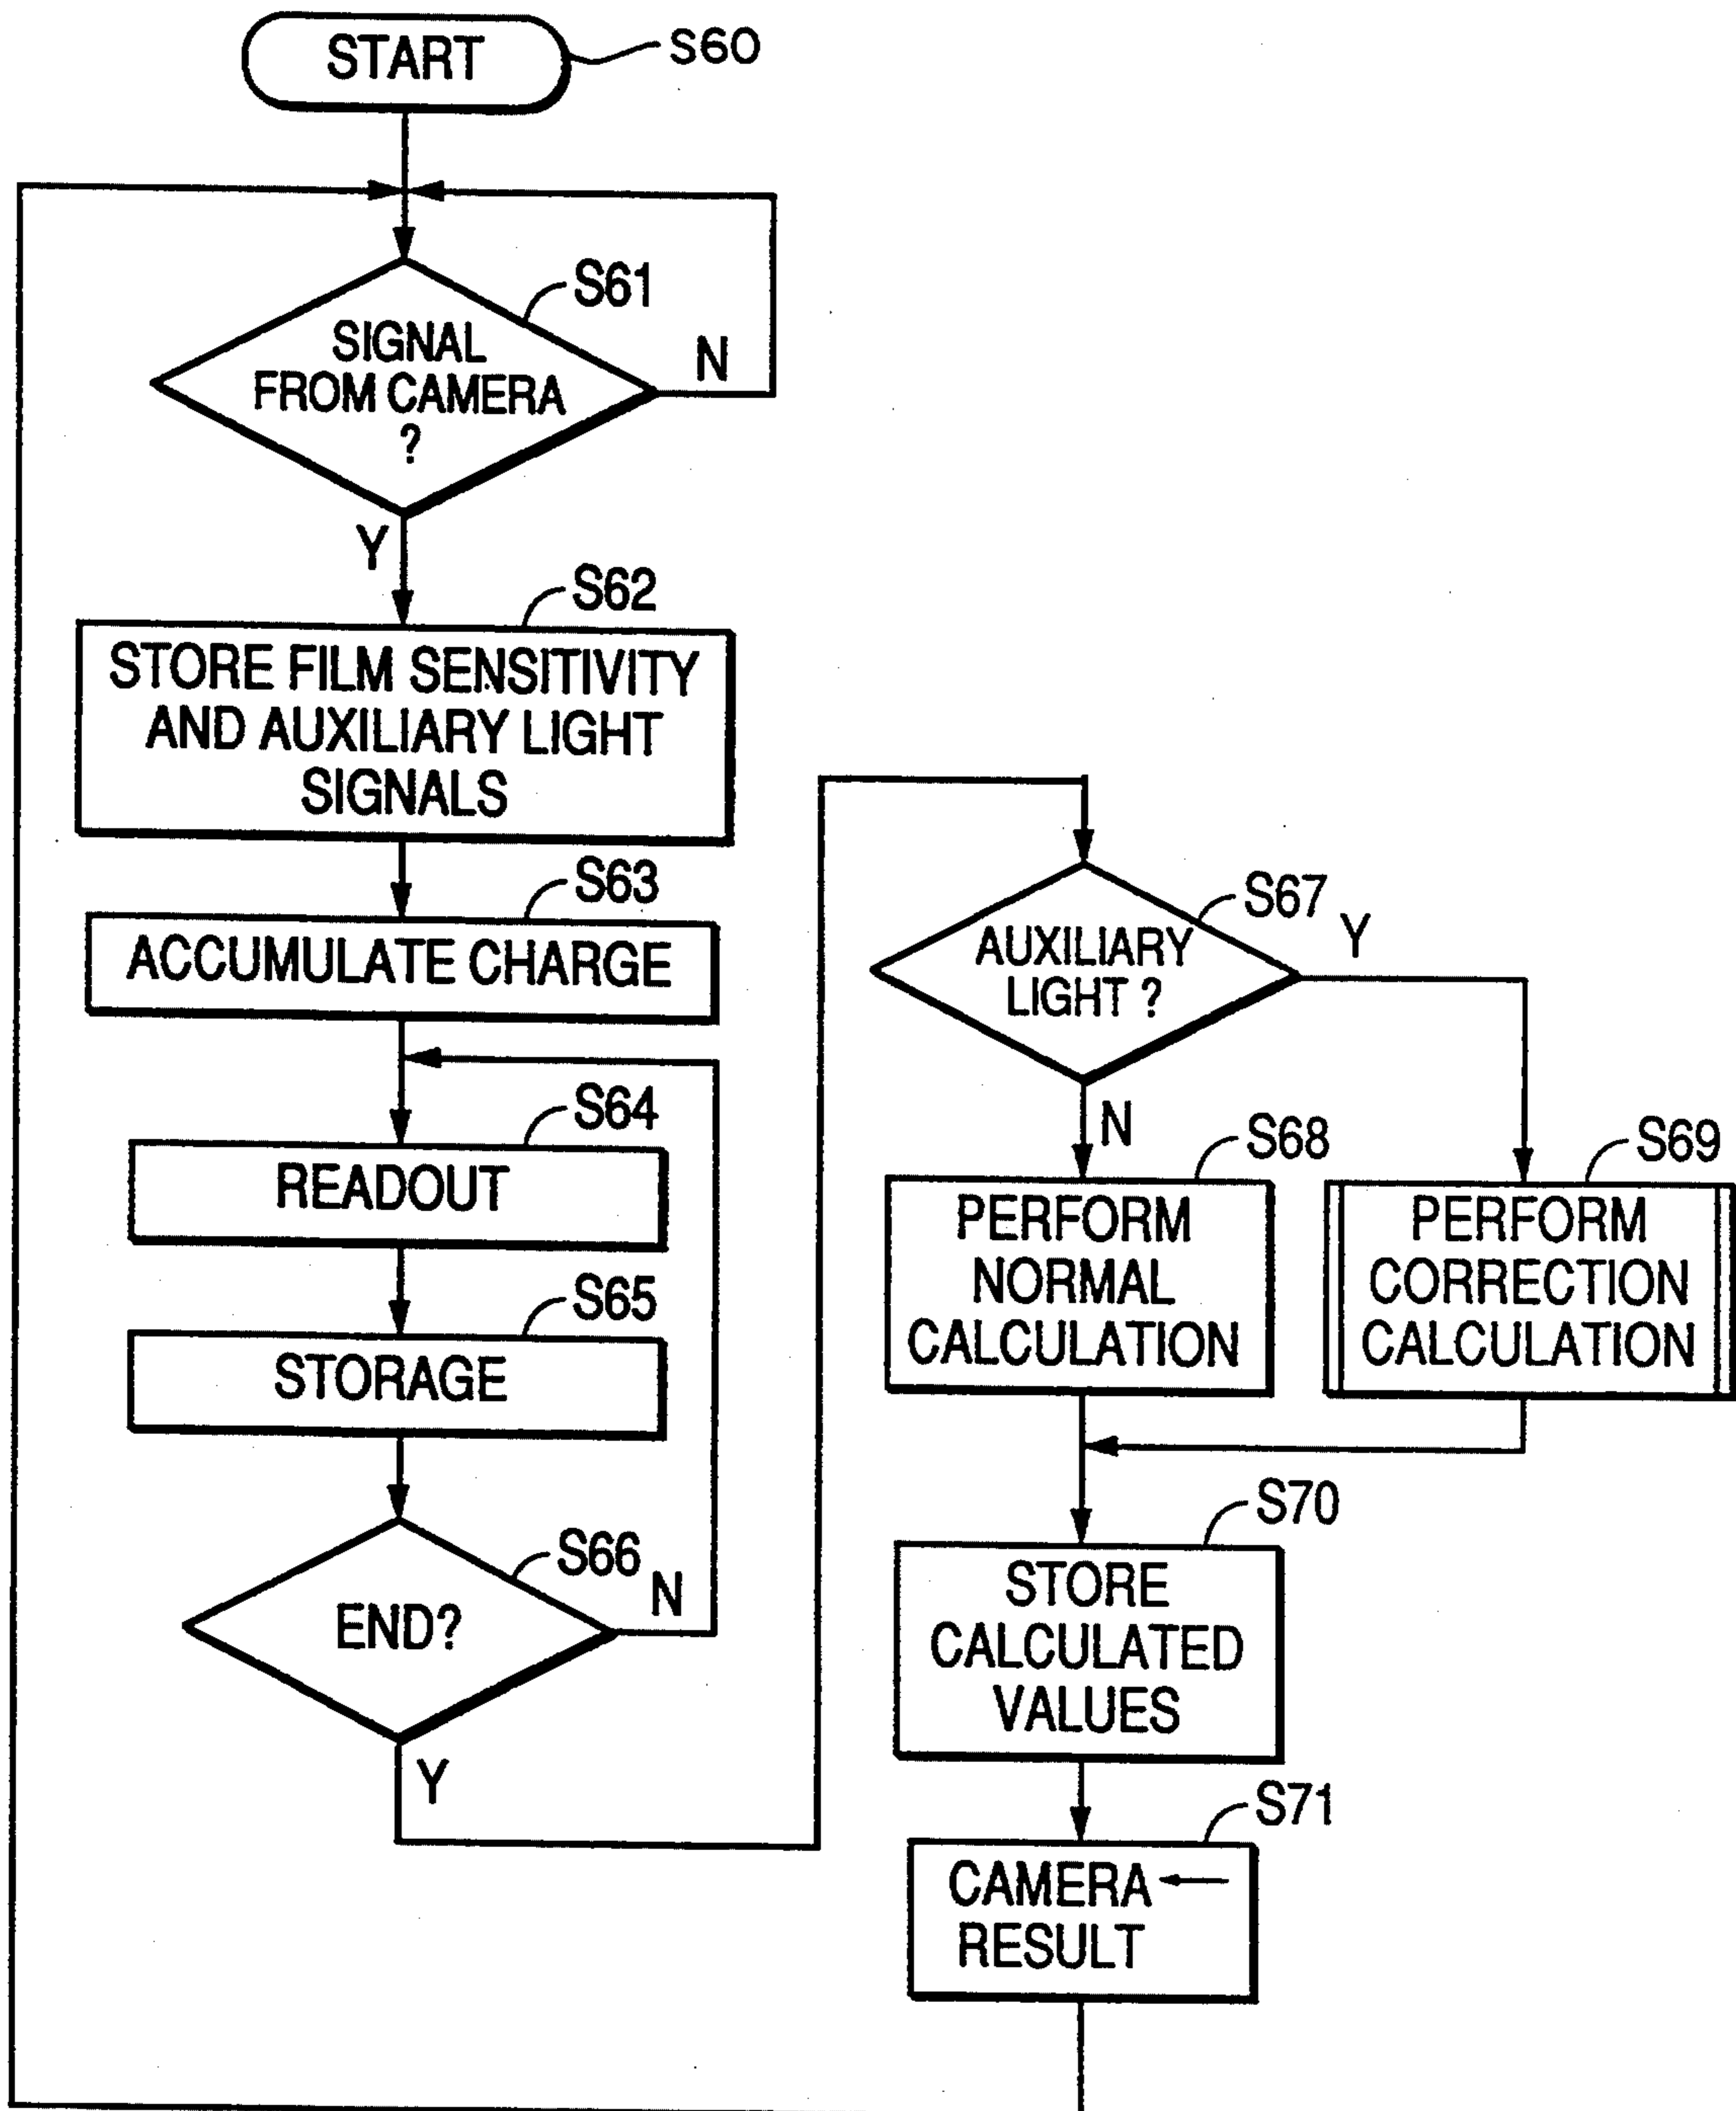 START
S60
S61
SIGNAL
FROM CAMERA
?
N
Y
S62
STORE FILM SENSITIVITY
AND AUXILIARY LIGHT
SIGNALS
S63
ACCUMULATE CHARGE
S64
READOUT
S65
STORAGE
S66
END?
N
Y
S67
AUXILIARY
LIGHT ?
Y
N
S68
PERFORM
NORMAL
CALCULATION
S69
PERFORM
CORRECTION
CALCULATION
S70
STORE
CALCULATED
VALUES
S71
CAMERA ←
RESULT